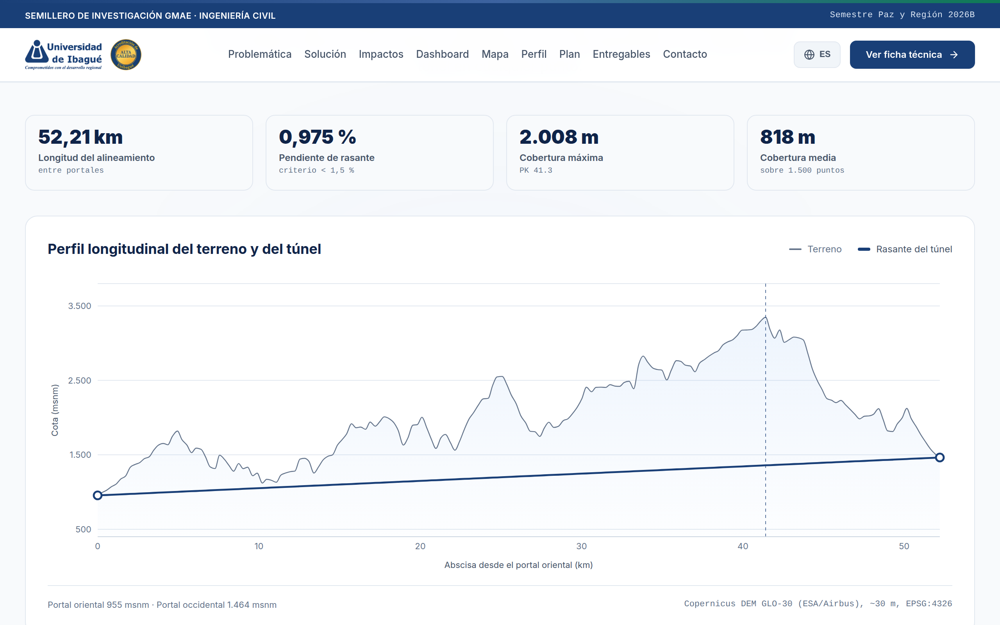 SEMILLERO DE INVESTIGACIÓN GMAE · INGENIERÍA CIVIL
Semestre Paz y Región 2026B
Universidad
de Ibagué
Comprometidos con el desarrollo regional
Acreditación de
ALTA
CALIDAD
Unibagué
Problemática
Solución
Impactos
Dashboard
Mapa
Perfil
Plan
Entregables
Contacto
ES
Ver ficha técnica →
52,21 km
Longitud del alineamiento
entre portales
0,975 %
Pendiente de rasante
criterio < 1,5 %
2.008 m
Cobertura máxima
PK 41.3
818 m
Cobertura media
sobre 1.500 puntos
Perfil longitudinal del terreno y del túnel
Terreno
Rasante del túnel
3.500
2.500
1.500
500
Cota (msnm)
0
10
20
30
40
50
Abscisa desde el portal oriental (km)
Portal oriental 955 msnm · Portal occidental 1.464 msnm
Copernicus DEM GLO-30 (ESA/Airbus), ~30 m, EPSG:4326